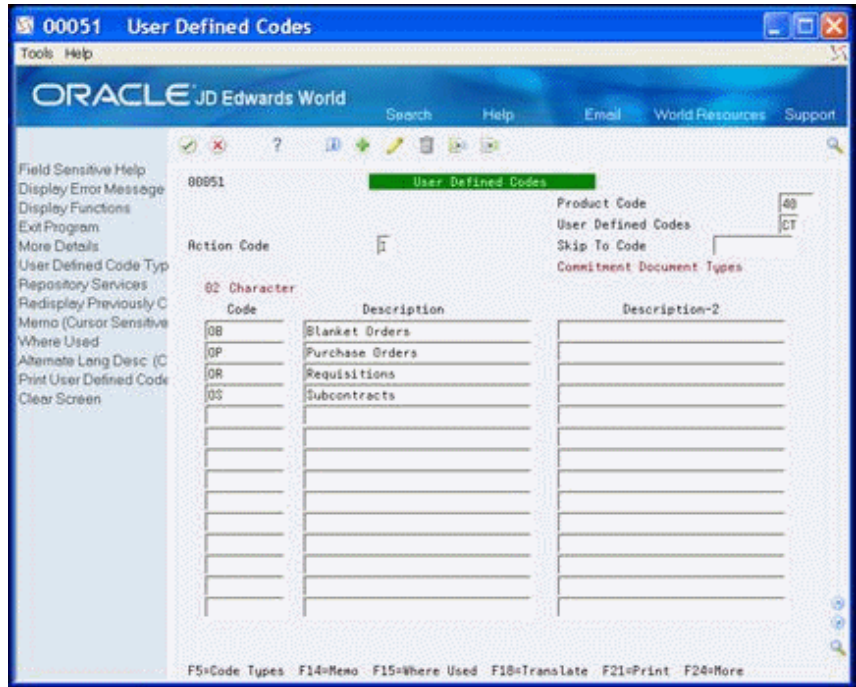 00051 User Defined Codes
Tools Help
ORACLE JD Edwards World
Search Help Email World Resources Support
?
Field Sensitive Help
Display Error Message
Display Functions
Exit Program
More Details
User Defined Code Typ
Repository Services
Redisplay Previously C
Memo (Cursor Sensitive
Where Used
Alternate Lang Desc (C
Print User Defined Code
Clear Screen
00051 User Defined Codes
Product Code 40
User Defined Codes CT
Action Code I Skip To Code
Commitment Document Types
02 Character
Code Description Description-2
OB Blanket Orders
OP Purchase Orders
OR Requisitions
OS Subcontracts
F5=Code Types F14=Memo F15=Where Used F18=Translate F21=Print F24=More